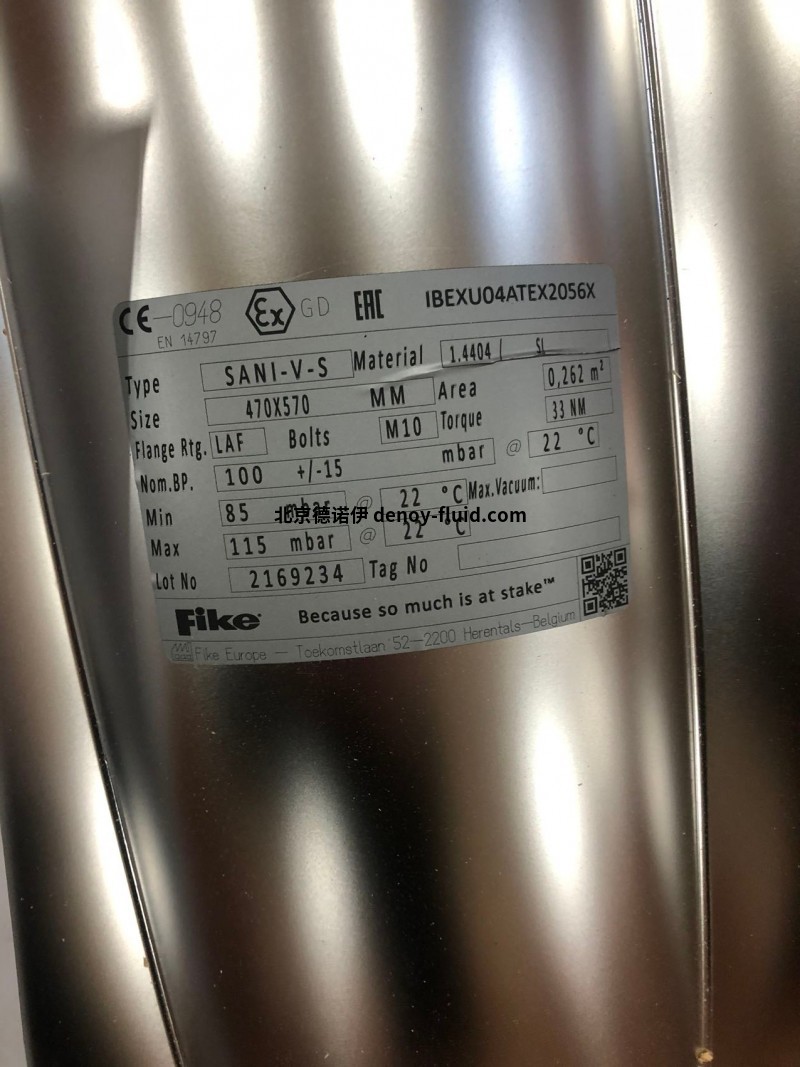 CE-0948 Ex GD EAC IBEXU04ATEX2056X
EN 14797
Type SANI-V-S Material 1.4404 / SI
Size 470X570 MM Area 0,262 m²
Flange Rtg. LAF Bolts M10 Torque 33 NM
Nom.BP. 100 +/-15 mbar @ 22 °C
Min 85 mbar @ 22 °C Max.Vacuum:
北京德诺伊 denoy-fluid.com
Max 115 mbar @ 22 °C
Lot No 2169234 Tag No
Fike Because so much is at stake™
Fike Europe – Toekomstlaan 52–2200 Herentals–Belgium